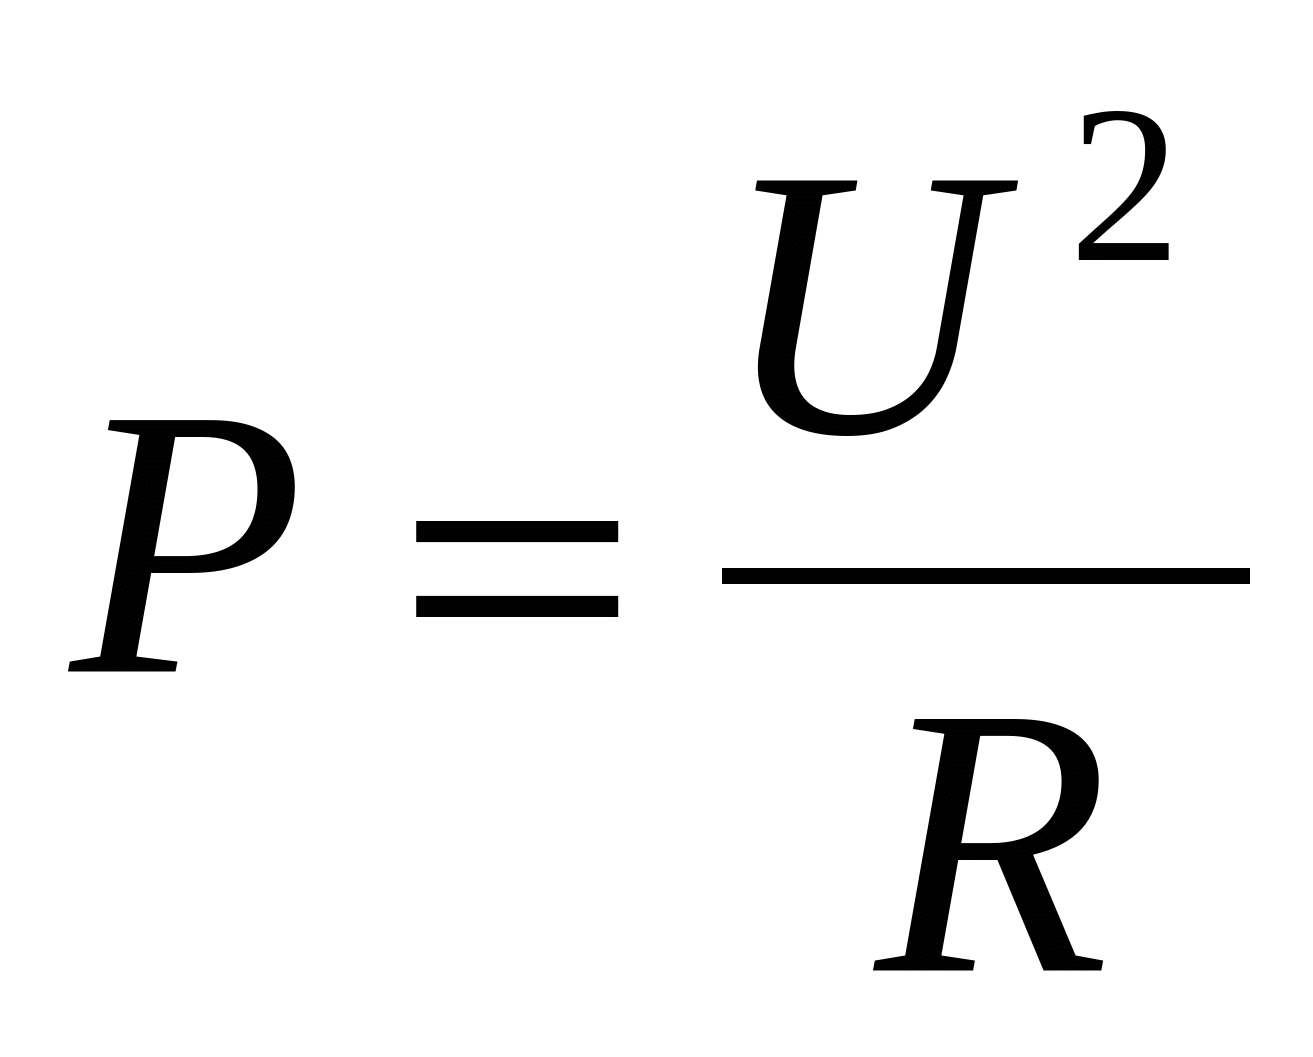 P = U² / R